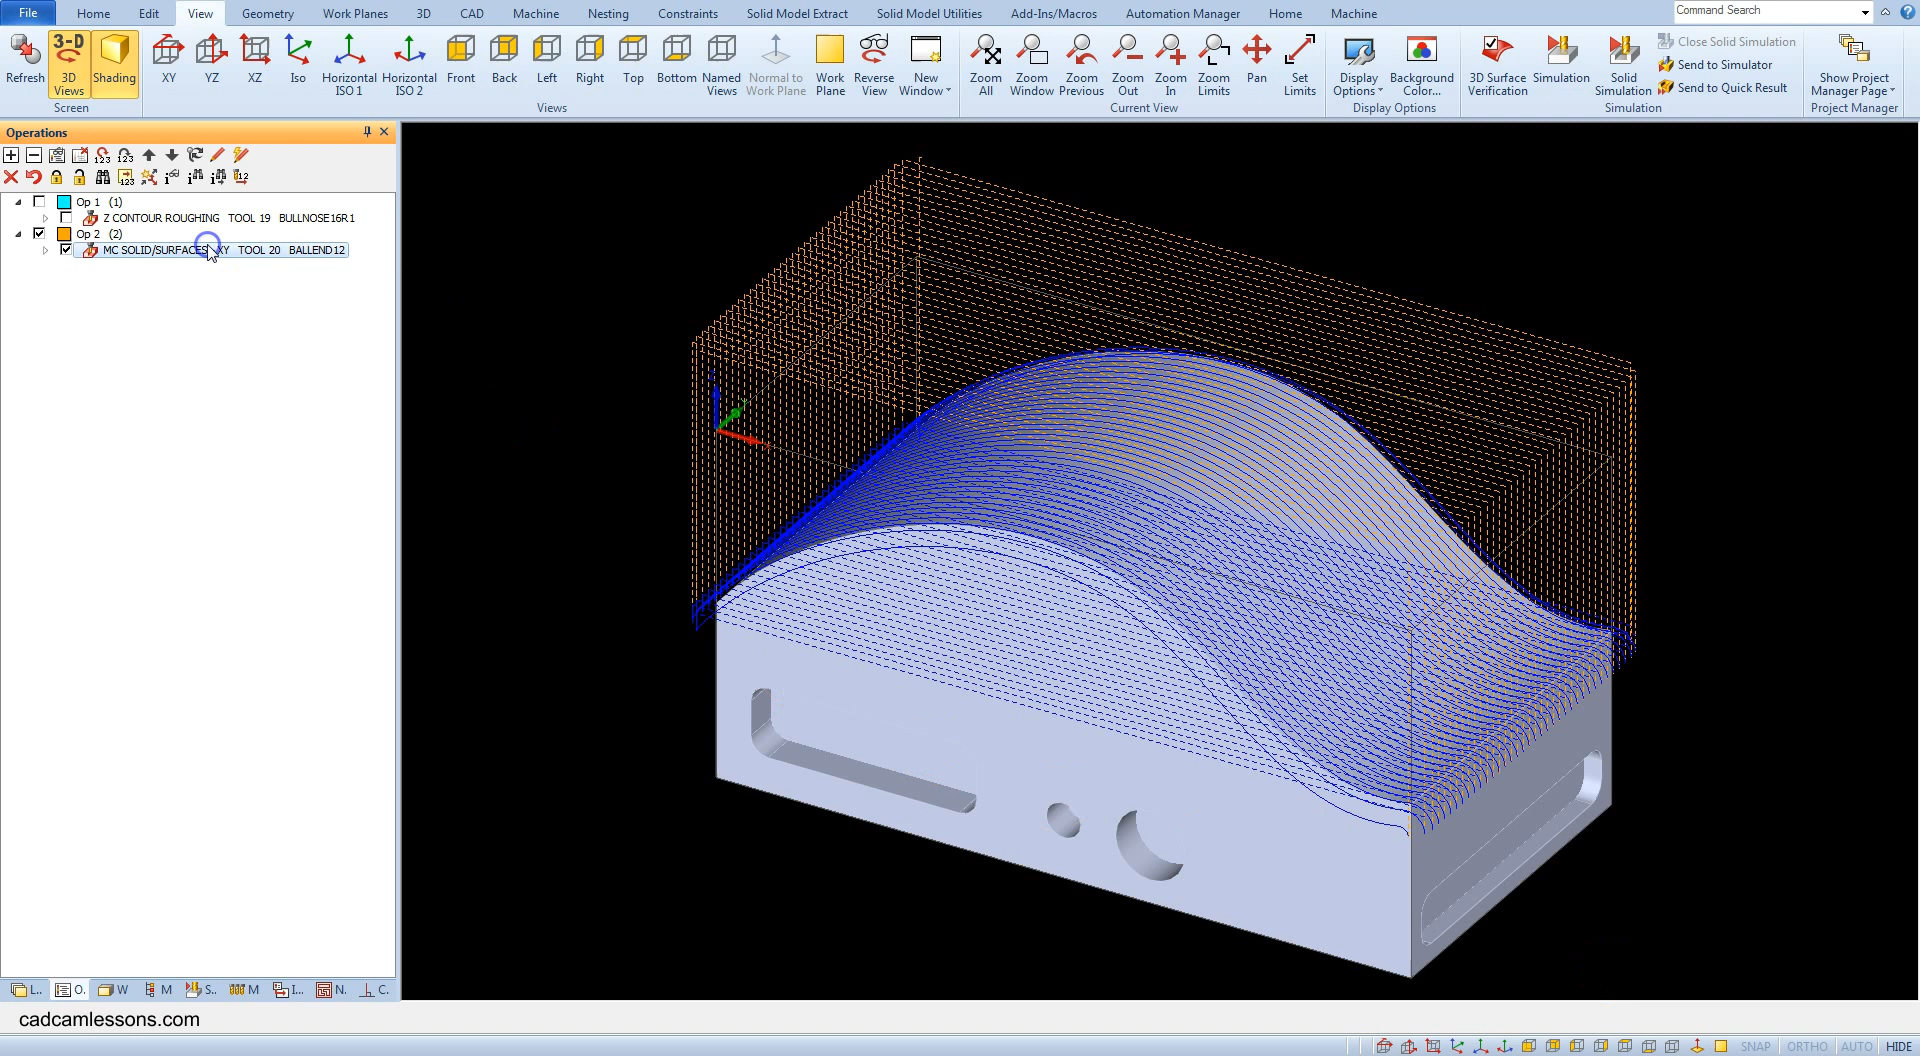 File Home Edit View Geometry Work Planes 3D CAD Machine Nesting Constraints Solid Model Extract Solid Model Utilities Add-Ins/Macros Automation Manager Home Machine Command Search
Refresh
3-D
3D Views
Shading
XY
YZ
XZ
Iso
Horizontal ISO 1
Horizontal ISO 2
Front
Back
Left
Right
Top
Bottom
Named Views
Normal to Work Plane
Work Plane
Reverse View
New Window
Zoom All
Zoom Window
Zoom Previous
Zoom Out
Zoom In
Zoom Limits
Pan
Set Limits
Display Options
Background Color...
3D Surface Verification
Simulation
Solid Simulation
Close Solid Simulation
Send to Simulator
Send to Quick Result
Show Project Manager Page
Screen Views Current View Display Options Simulation Project Manager
Operations
123 123
123 12
Op 1 (1)
Z CONTOUR ROUGHING TOOL 19 BULLNOSE16R1
Op 2 (2)
MC SOLID/SURFACES XY TOOL 20 BALLEND12
L... O. W M S.. M I... N. C.
cadcamlessons.com
SNAP ORTHO AUTO HIDE